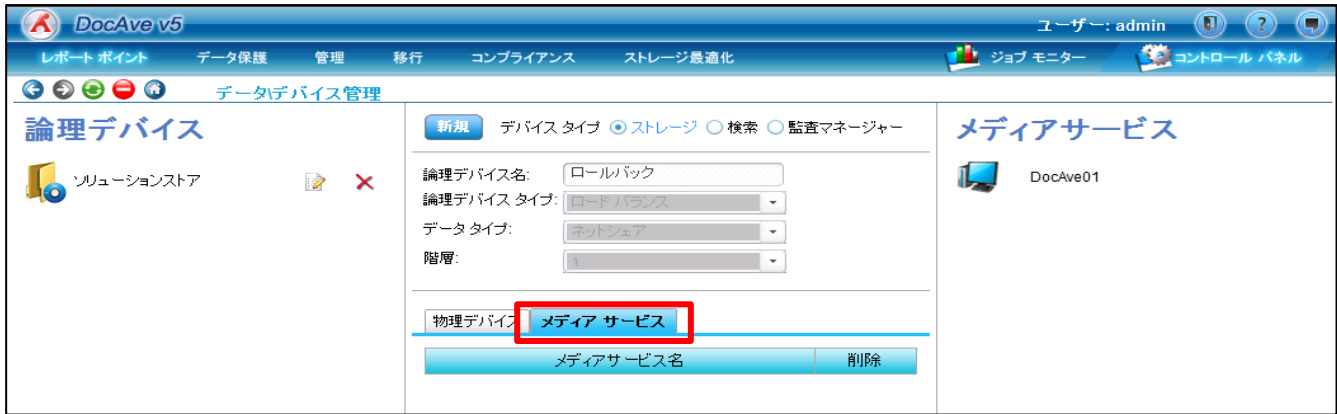 DocAve v5
ユーザー: admin
レポート ポイント データ保護 管理 移行 コンプライアンス ストレージ最適化 ジョブ モニター コントロール パネル
データ\デバイス管理
論理デバイス
ソリューションストア
新規 デバイス タイプ ストレージ 検索 監査マネージャー
論理デバイス名: ロールバック
論理デバイス タイプ: ロード バランス
データ タイプ: ネットシェア
階層: 1
物理デバイス メディア サービス
メディアサービス名 削除
メディアサービス
DocAve01